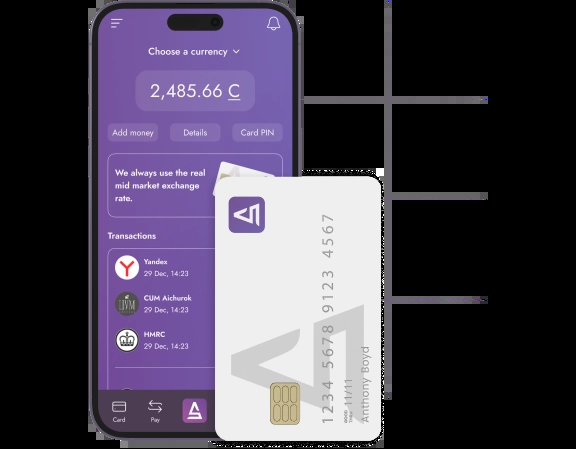 Choose a currency
2,485.66 C
Add money
Details
Card PIN
We always use the real
mid market exchange
rate.
Transactions
Yandex
29 Dec, 14:23
CUM Aichurok
29 Dec, 14:23
HMRC
29 Dec, 14:23
Card
Pay
1234 5678 9123 4567
GOOD
THRU
11/11
Anthony Boyd